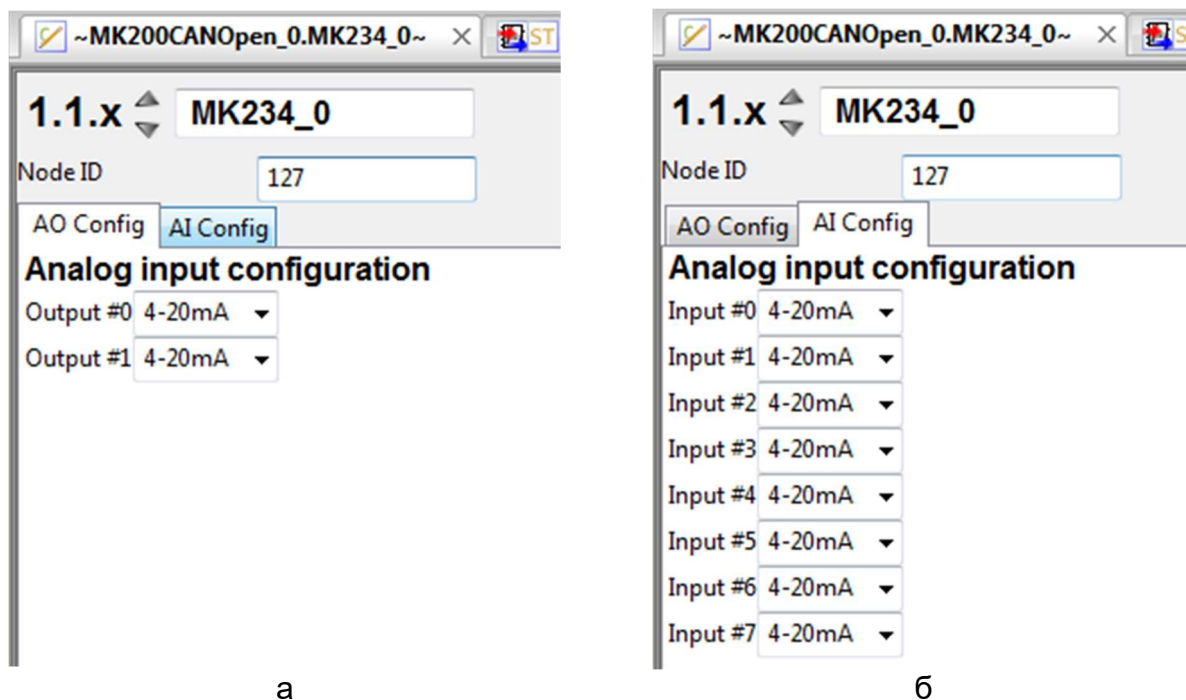 ~MK200CANOpen_0.MK234_0~ ST
1.1.x MK234_0
Node ID 127
AO Config AI Config
Analog input configuration
Output #0 4-20mA
Output #1 4-20mA
а
~MK200CANOpen_0.MK234_0~
1.1.x MK234_0
Node ID 127
AO Config AI Config
Analog input configuration
Input #0 4-20mA
Input #1 4-20mA
Input #2 4-20mA
Input #3 4-20mA
Input #4 4-20mA
Input #5 4-20mA
Input #6 4-20mA
Input #7 4-20mA
б